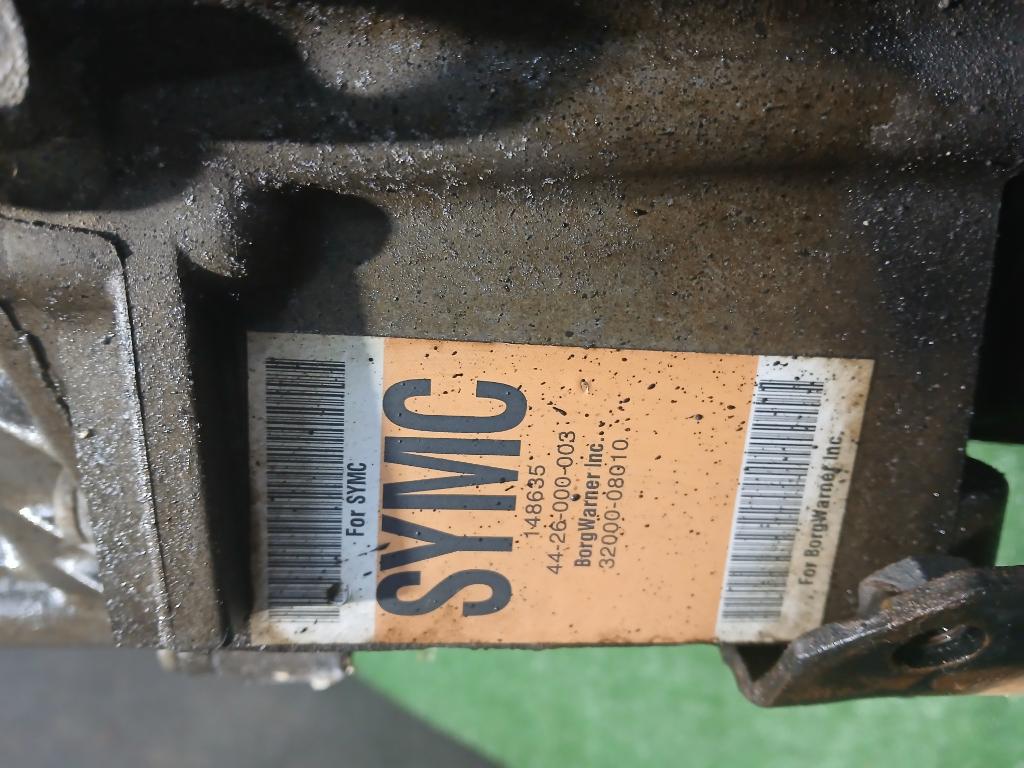 For SYMC
SYMC
148635
44-26-000-003
BorgWarner Inc.
32000-08010
For BorgWarner Inc.